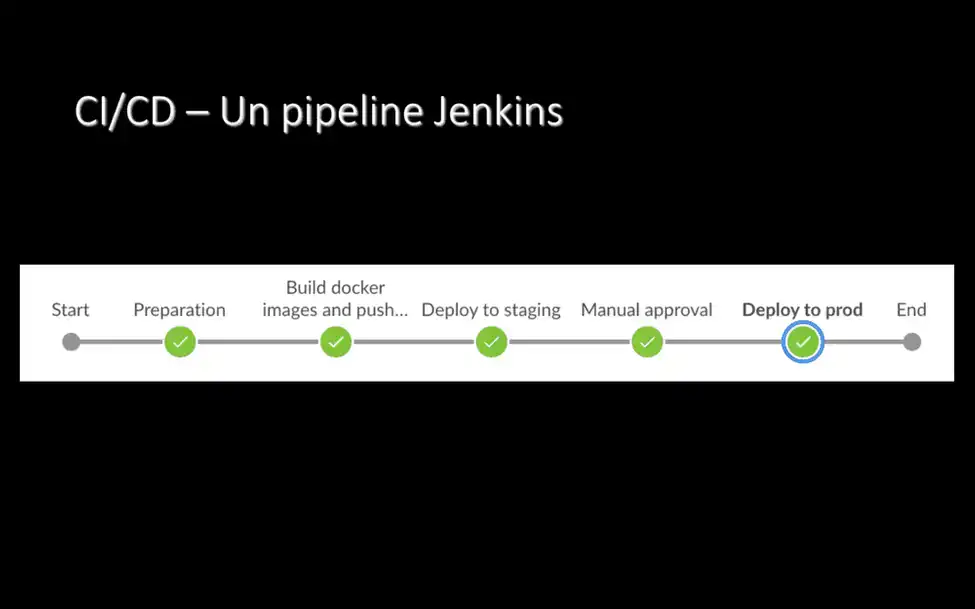 CI/CD – Un pipeline Jenkins
Start
Preparation
Build docker
images and push...
Deploy to staging
Manual approval
Deploy to prod
End